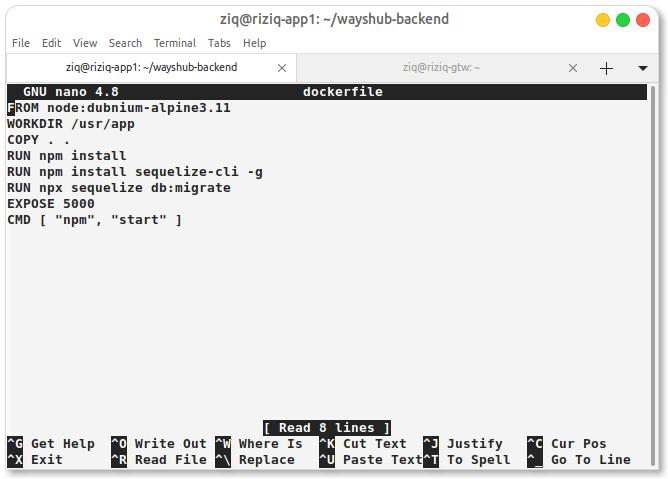 ziq@riziq-app1: ~/wayshub-backend
File Edit View Search Terminal Tabs Help
ziq@riziq-app1: ~/wayshub-backend × ziq@riziq-gtw: ~ ×
GNU nano 4.8 dockerfile
FROM node:dubnium-alpine3.11
WORKDIR /usr/app
COPY . .
RUN npm install
RUN npm install sequelize-cli -g
RUN npx sequelize db:migrate
EXPOSE 5000
CMD [ "npm", "start" ]
[ Read 8 lines ]
^G Get Help ^O Write Out ^W Where Is ^K Cut Text ^J Justify ^C Cur Pos
^X Exit ^R Read File ^\ Replace ^U Paste Text ^T To Spell ^_ Go To Line